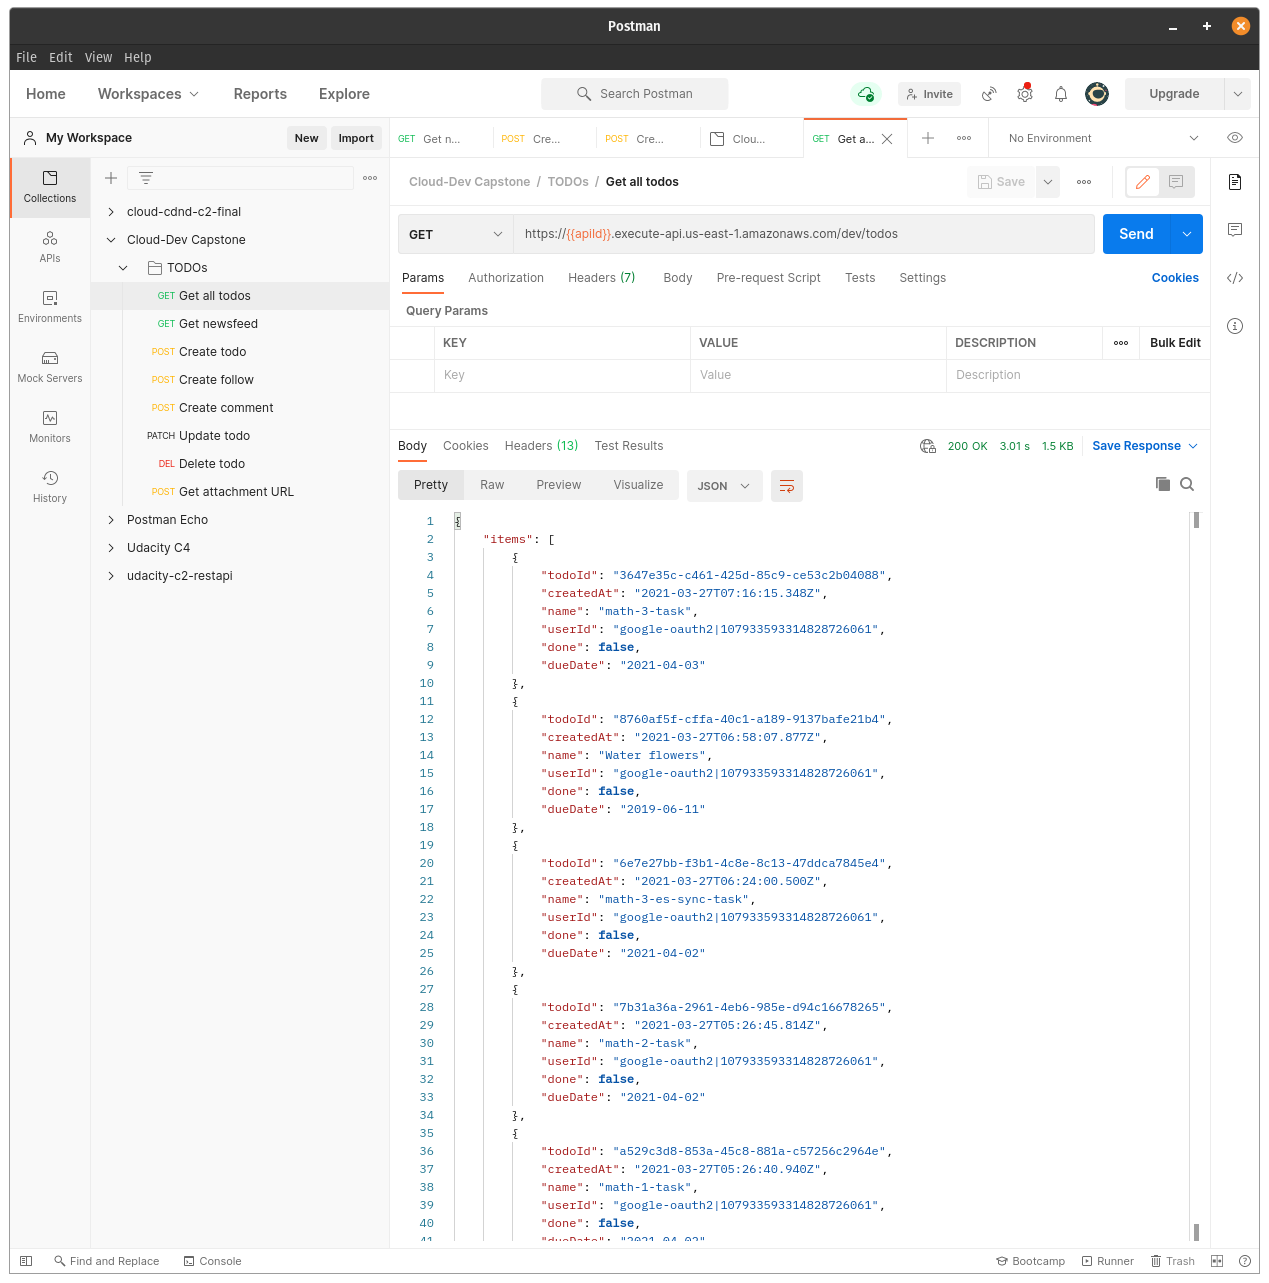 Postman
File Edit View Help
Home Workspaces Reports Explore Search Postman Invite Upgrade
My Workspace New Import
GET Get n... POST Cre... POST Cre... Clou... GET Get a... No Environment
Collections
APIs
Environments
Mock Servers
Monitors
History
cloud-cdnd-c2-final
Cloud-Dev Capstone
TODOs
GET Get all todos
GET Get newsfeed
POST Create todo
POST Create follow
POST Create comment
PATCH Update todo
DEL Delete todo
POST Get attachment URL
Postman Echo
Udacity C4
udacity-c2-restapi
Cloud-Dev Capstone / TODOs / Get all todos Save
GET https://{{apiId}}.execute-api.us-east-1.amazonaws.com/dev/todos Send
Params Authorization Headers (7) Body Pre-request Script Tests Settings Cookies
Query Params
KEY VALUE DESCRIPTION Bulk Edit
Key Value Description
Body Cookies Headers (13) Test Results 200 OK 3.01 s 1.5 KB Save Response
Pretty Raw Preview Visualize JSON
1 {
2 "items": [
3 {
4 "todoId": "3647e35c-c461-425d-85c9-ce53c2b04088",
5 "createdAt": "2021-03-27T07:16:15.348Z",
6 "name": "math-3-task",
7 "userId": "google-oauth2|107933593314828726061",
8 "done": false,
9 "dueDate": "2021-04-03"
10 },
11 {
12 "todoId": "8760af5f-cffa-40c1-a189-9137bafe21b4",
13 "createdAt": "2021-03-27T06:58:07.877Z",
14 "name": "Water flowers",
15 "userId": "google-oauth2|107933593314828726061",
16 "done": false,
17 "dueDate": "2019-06-11"
18 },
19 {
20 "todoId": "6e7e27bb-f3b1-4c8e-8c13-47ddca7845e4",
21 "createdAt": "2021-03-27T06:24:00.500Z",
22 "name": "math-3-es-sync-task",
23 "userId": "google-oauth2|107933593314828726061",
24 "done": false,
25 "dueDate": "2021-04-02"
26 },
27 {
28 "todoId": "7b31a36a-2961-4eb6-985e-d94c16678265",
29 "createdAt": "2021-03-27T05:26:45.814Z",
30 "name": "math-2-task",
31 "userId": "google-oauth2|107933593314828726061",
32 "done": false,
33 "dueDate": "2021-04-02"
34 },
35 {
36 "todoId": "a529c3d8-853a-45c8-881a-c57256c2964e",
37 "createdAt": "2021-03-27T05:26:40.940Z",
38 "name": "math-1-task",
39 "userId": "google-oauth2|107933593314828726061",
40 "done": false,
41 "dueDate": "2021-04-02"
Find and Replace Console Bootcamp Runner Trash